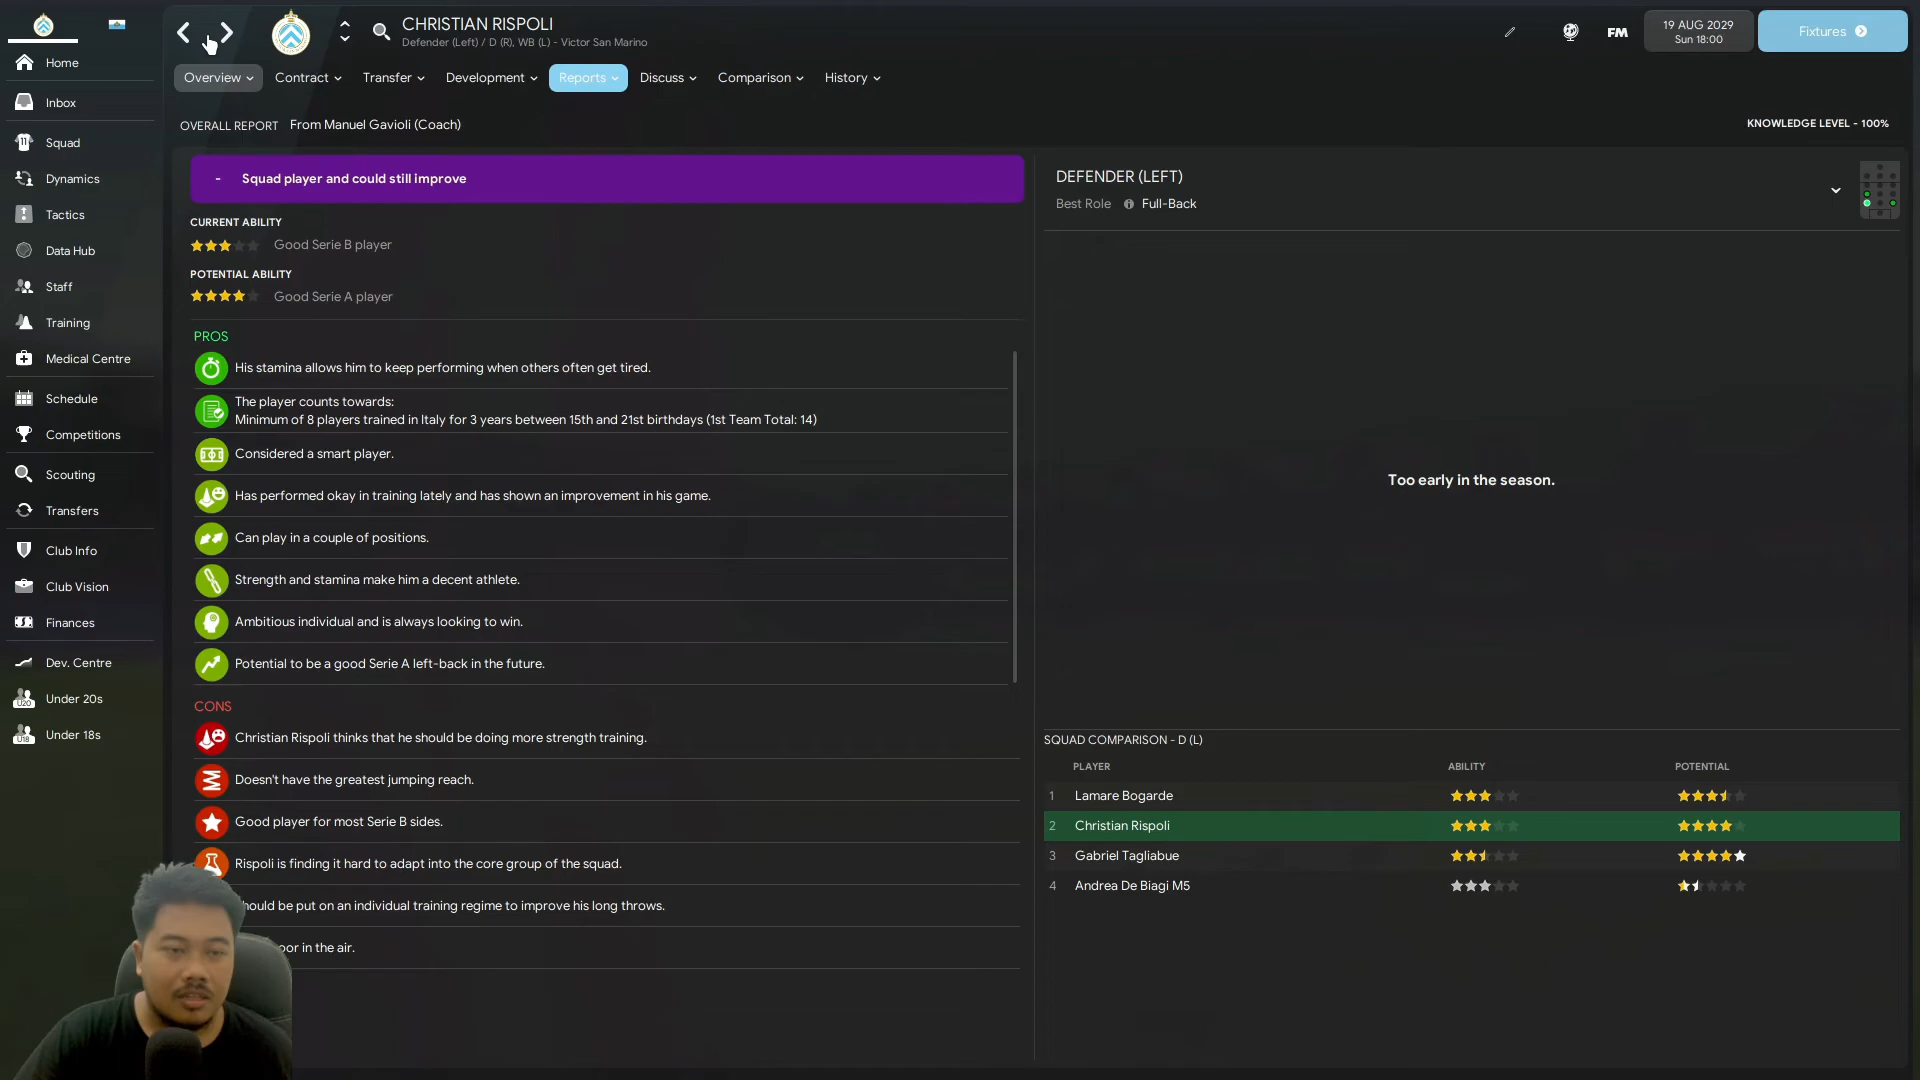 CHRISTIAN RISPOLI
Defender (Left) / D (R), WB (L) - Victor San Marino
FM
19 AUG 2029
Sun 18:00
Fixtures
Overview
Contract
Transfer
Development
Reports
Discuss
Comparison
History
Home
Inbox
Squad
Dynamics
Tactics
Data Hub
Staff
Training
Medical Centre
Schedule
Competitions
Scouting
Transfers
Club Info
Club Vision
Finances
Dev. Centre
U20
Under 20s
U18
Under 18s
OVERALL REPORT From Manuel Gavioli (Coach)
KNOWLEDGE LEVEL - 100%
- Squad player and could still improve
CURRENT ABILITY
Good Serie B player
POTENTIAL ABILITY
Good Serie A player
PROS
His stamina allows him to keep performing when others often get tired.
The player counts towards:
Minimum of 8 players trained in Italy for 3 years between 15th and 21st birthdays (1st Team Total: 14)
Considered a smart player.
Has performed okay in training lately and has shown an improvement in his game.
Can play in a couple of positions.
Strength and stamina make him a decent athlete.
Ambitious individual and is always looking to win.
Potential to be a good Serie A left-back in the future.
CONS
Christian Rispoli thinks that he should be doing more strength training.
Doesn't have the greatest jumping reach.
Good player for most Serie B sides.
Rispoli is finding it hard to adapt into the core group of the squad.
hould be put on an individual training regime to improve his long throws.
oor in the air.
DEFENDER (LEFT)
Best Role Full-Back
Too early in the season.
SQUAD COMPARISON - D (L)
PLAYER ABILITY POTENTIAL
1 Lamare Bogarde
2 Christian Rispoli
3 Gabriel Tagliabue
4 Andrea De Biagi M5